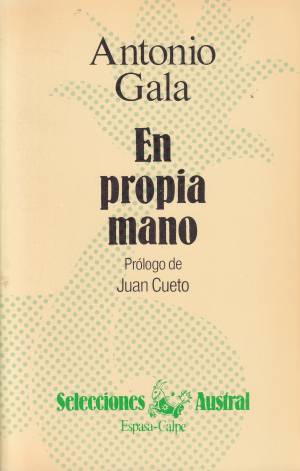 Antonio
Gala
En
propia
mano
Prólogo de
Juan Cueto
Selecciones Austral
Espasa-Calpe